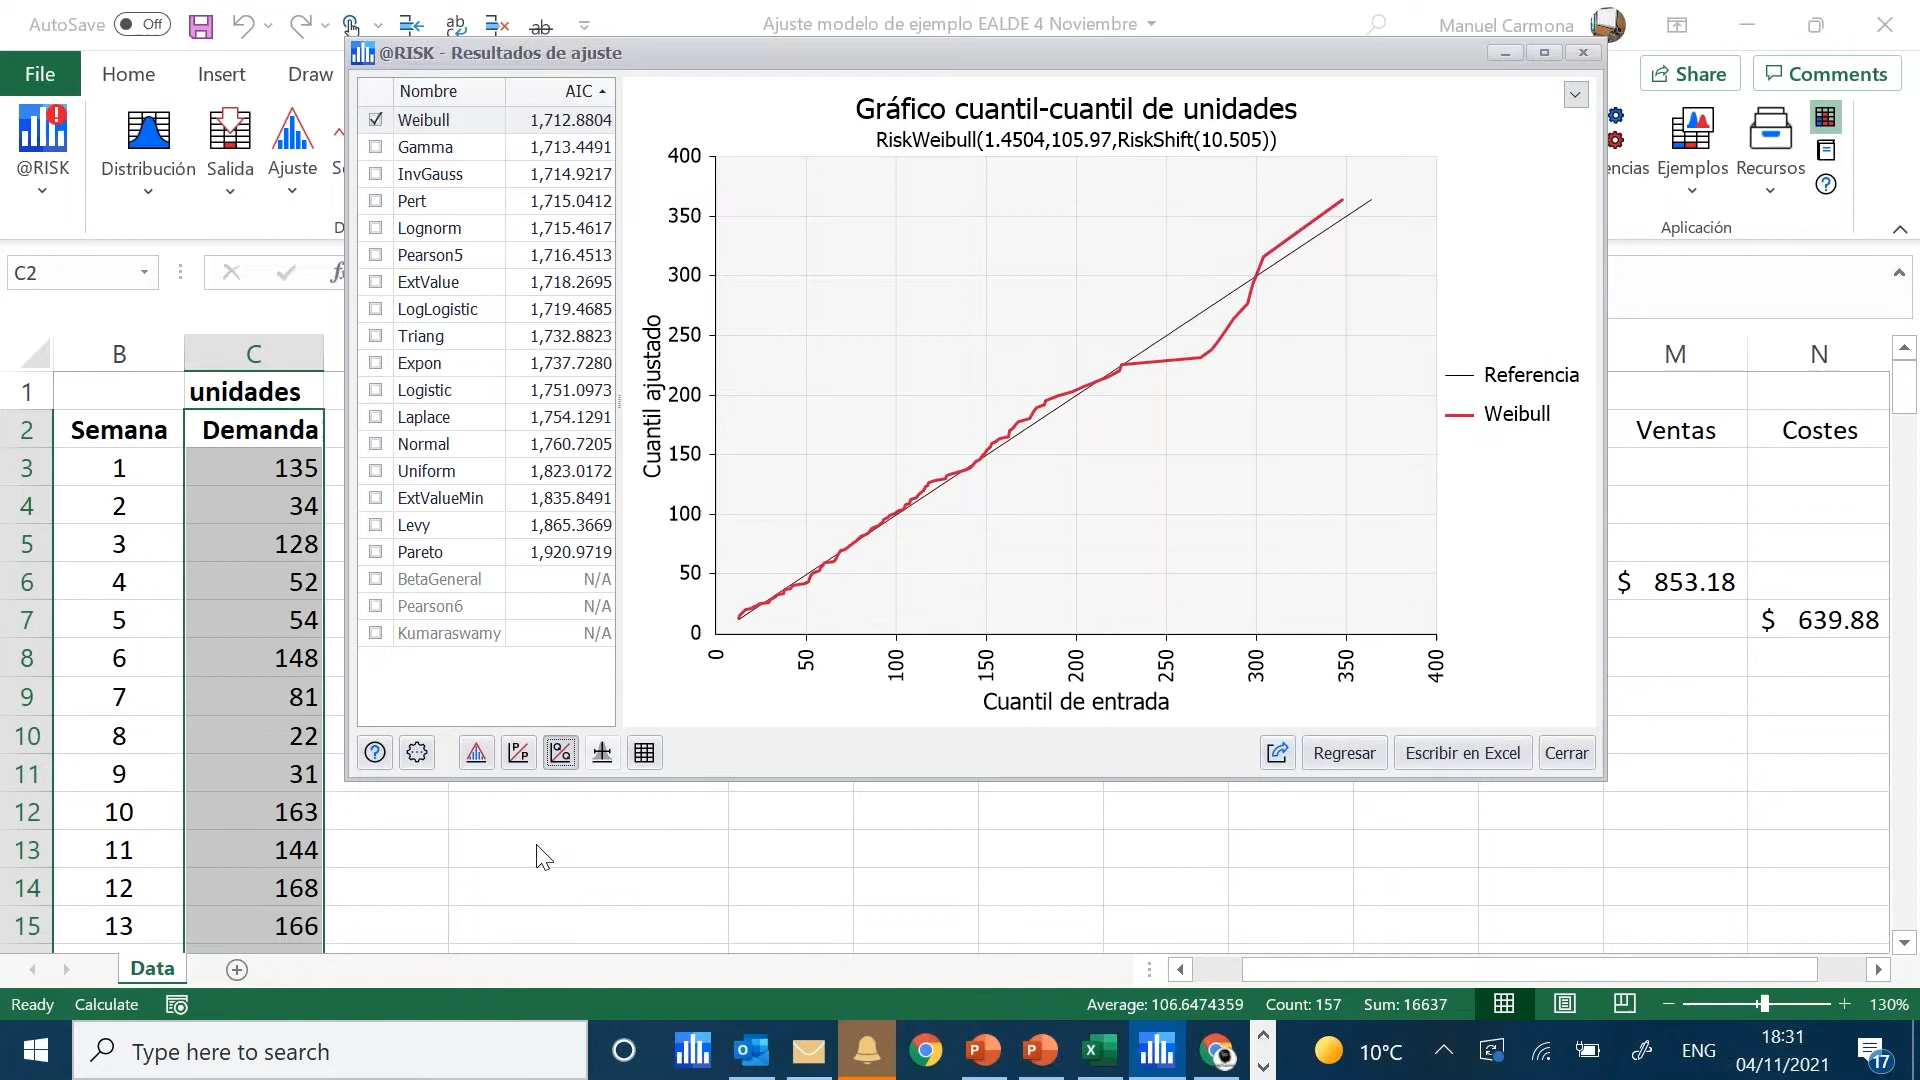 AutoSave Off
Ajuste modelo de ejemplo EALDE 4 Noviembre
Manuel Carmona
@RISK - Resultados de ajuste
File Home Insert Draw
Share Comments
@RISK Distribución Salida Ajuste
Ejemplos Recursos
Aplicación
C2
Nombre AIC
Weibull 1,712.8804
Gamma 1,713.4491
InvGauss 1,714.9217
Pert 1,715.0412
Lognorm 1,715.4617
Pearson5 1,716.4513
ExtValue 1,718.2695
LogLogistic 1,719.4685
Triang 1,732.8823
Expon 1,737.7280
Logistic 1,751.0973
Laplace 1,754.1291
Normal 1,760.7205
Uniform 1,823.0172
ExtValueMin 1,835.8491
Levy 1,865.3669
Pareto 1,920.9719
BetaGeneral N/A
Pearson6 N/A
Kumaraswamy N/A
Gráfico cuantil-cuantil de unidades
RiskWeibull(1.4504,105.97,RiskShift(10.505))
400
350
300
250
200
150
100
50
0
Cuantil ajustado
0 50 100 150 200 250 300 350 400
Cuantil de entrada
Referencia
Weibull
Regresar Escribir en Excel Cerrar
B C M N
1 unidades
2 Semana Demanda Ventas Costes
3 1 135
4 2 34
5 3 128
6 4 52 $ 853.18
7 5 54 $ 639.88
8 6 148
9 7 81
10 8 22
11 9 31
12 10 163
13 11 144
14 12 168
15 13 166
Data
Ready Calculate
Average: 106.6474359 Count: 157 Sum: 16637
130%
Type here to search
10°C
ENG
18:31
04/11/2021
17